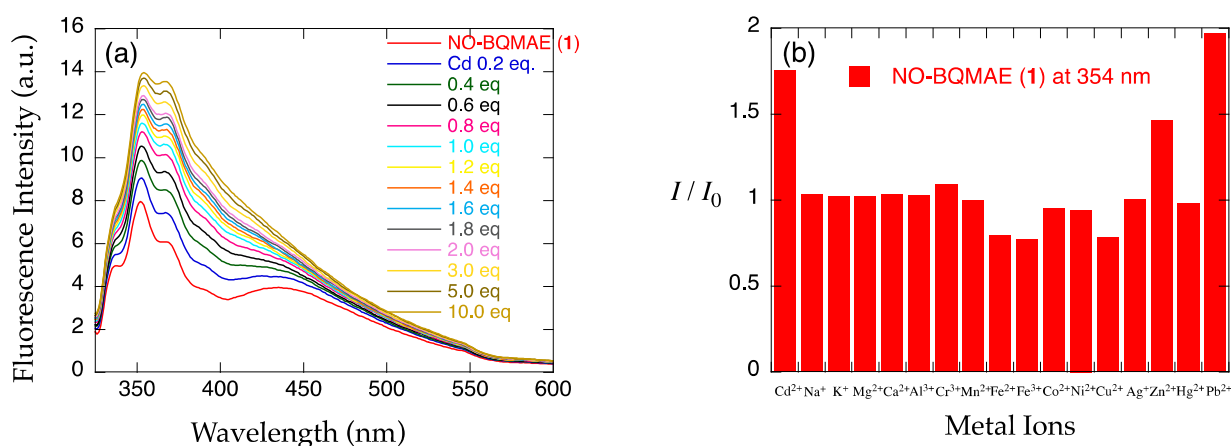 (a)
NO-BQMAE (1)
Cd 0.2 eq.
0.4 eq
0.6 eq
0.8 eq
1.0 eq
1.2 eq
1.4 eq
1.6 eq
1.8 eq
2.0 eq
3.0 eq
5.0 eq
10.0 eq
Fluorescence Intensity (a.u.)
16
14
12
10
8
6
4
2
0
350 400 450 500 550 600
Wavelength (nm)
(b)
NO-BQMAE (1) at 354 nm
I / I₀
2
1.5
1
0.5
0
Cd²⁺ Na⁺ K⁺ Mg²⁺ Ca²⁺ Al³⁺ Cr³⁺ Mn²⁺ Fe²⁺ Fe³⁺ Co²⁺ Ni²⁺ Cu²⁺ Ag⁺ Zn²⁺ Hg²⁺ Pb²⁺
Metal Ions